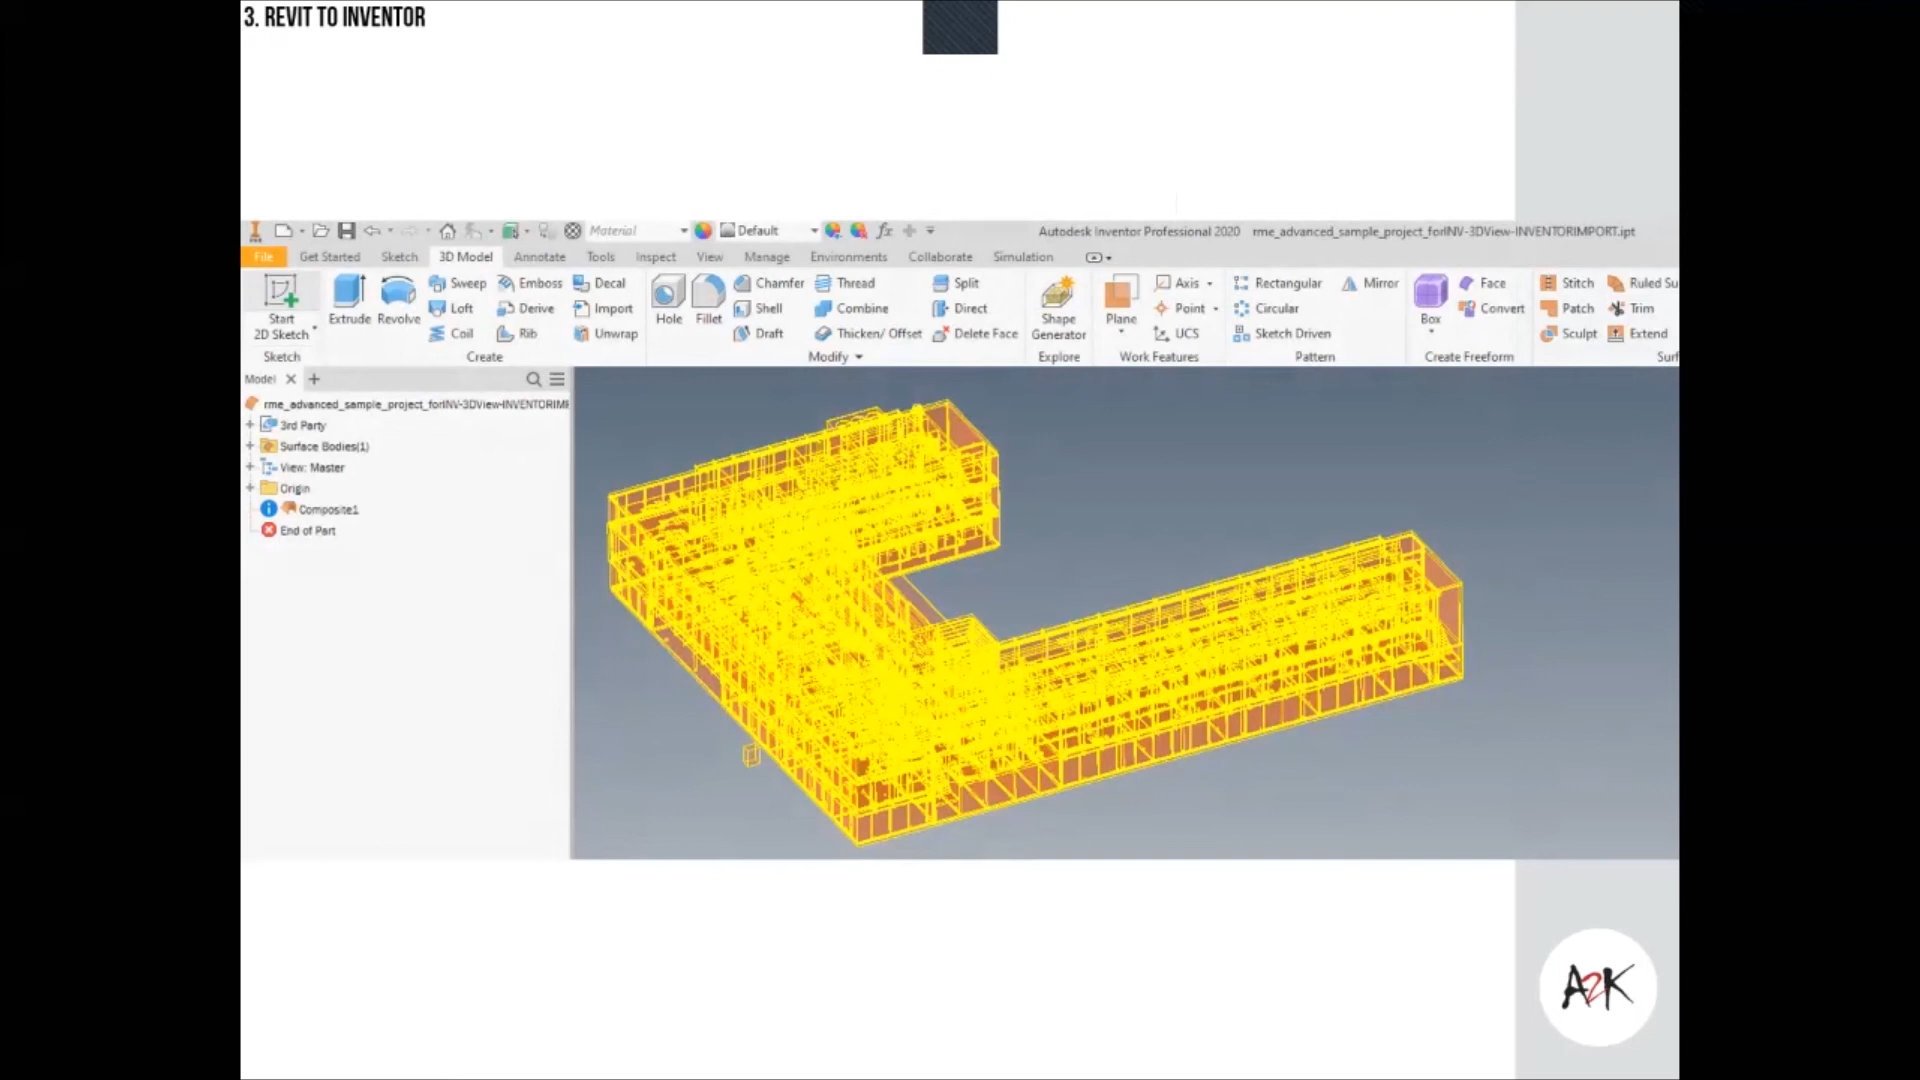 3. REVIT TO INVENTOR
Material Default fx Autodesk Inventor Professional 2020 rme_advanced_sample_project_forINV-3DView-INVENTORIMPORT.ipt
File Get Started Sketch 3D Model Annotate Tools Inspect View Manage Environments Collaborate Simulation
Sweep Emboss Decal Chamfer Thread Split Axis Rectangular Mirror Face Stitch Ruled Su
Start Extrude Revolve Loft Derive Import Hole Fillet Shell Combine Direct Shape Plane Point Circular Box Convert Patch Trim
2D Sketch Coil Rib Unwrap Draft Thicken/ Offset Delete Face Generator UCS Sketch Driven Sculpt Extend
Sketch Create Modify Explore Work Features Pattern Create Freeform Surf
Model
rme_advanced_sample_project_forINV-3DView-INVENTORIMF
3rd Party
Surface Bodies(1)
View: Master
Origin
Composite1
End of Part
A2K